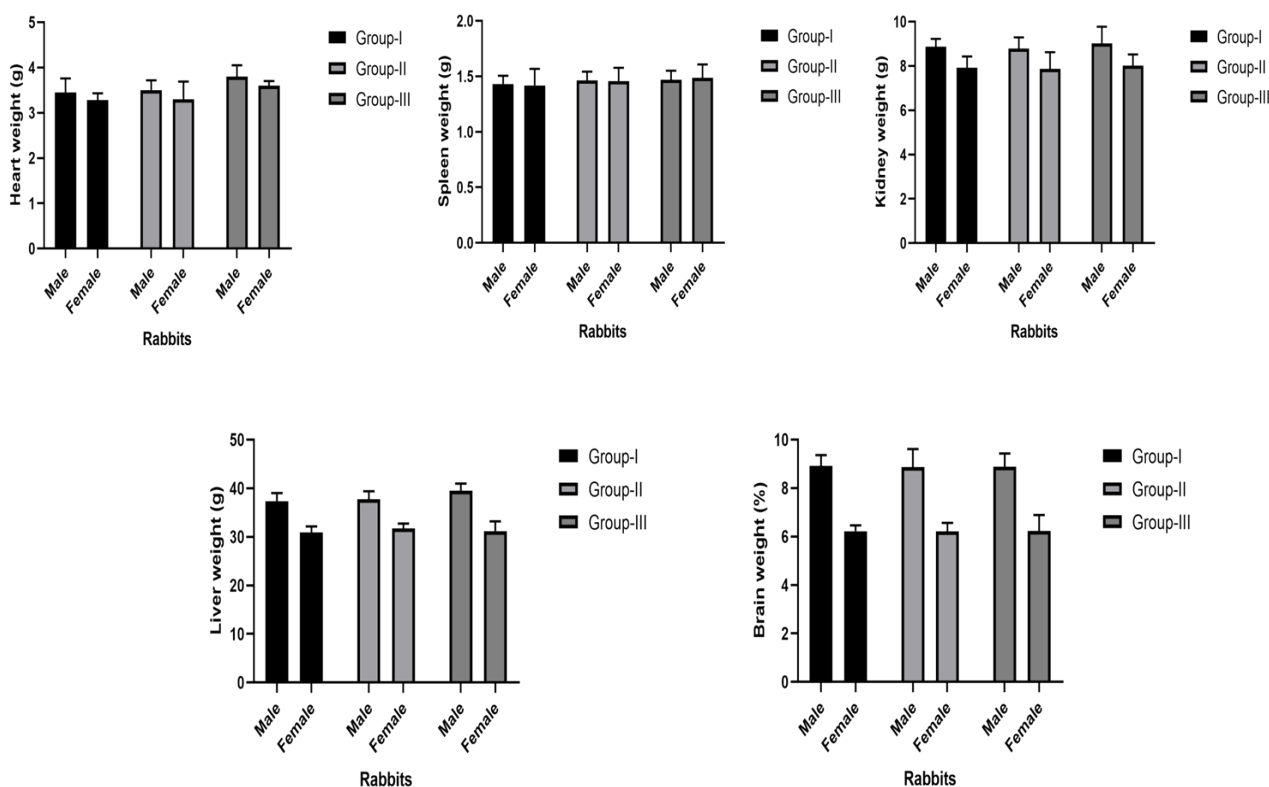 Heart weight (g)
5
4
3
2
1
0
Male
Female
Male
Female
Male
Female
Rabbits
Group-I
Group-II
Group-III
Spleen weight (g)
2.0
1.5
1.0
0.5
0.0
Male
Female
Male
Female
Male
Female
Rabbits
Group-I
Group-II
Group-III
Kidney weight (g)
10
8
6
4
2
0
Male
Female
Male
Female
Male
Female
Rabbits
Group-I
Group-II
Group-III
Liver weight (g)
50
40
30
20
10
0
Male
Female
Male
Female
Male
Female
Rabbits
Group-I
Group-II
Group-III
Brain weight (%)
10
8
6
4
2
0
Male
Female
Male
Female
Male
Female
Rabbits
Group-I
Group-II
Group-III